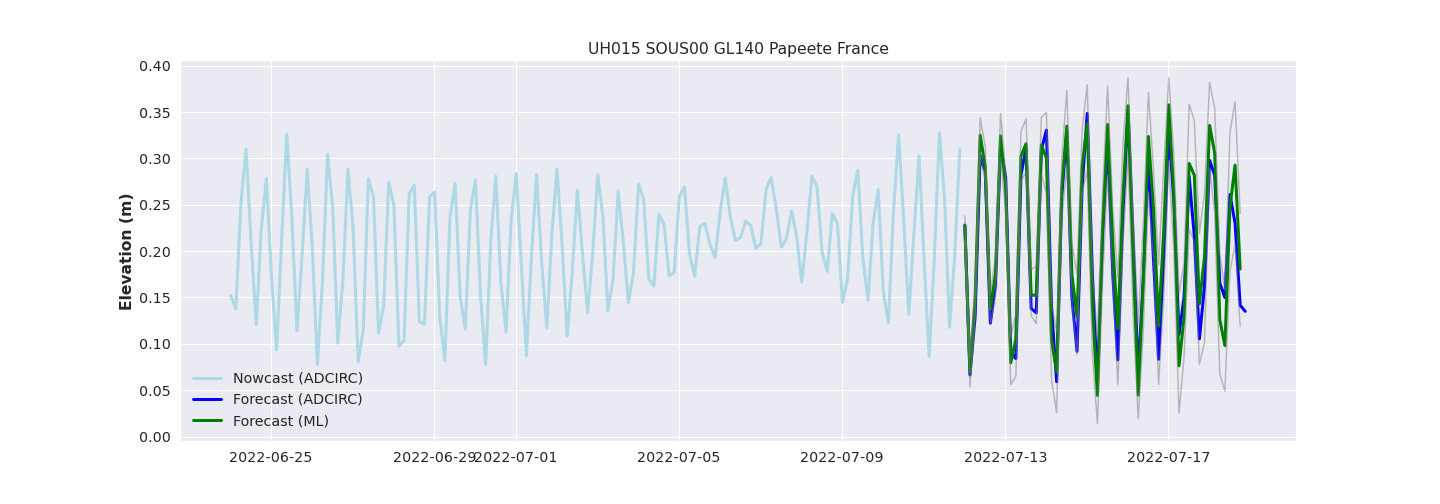 UH015 SOUS00 GL140 Papeete France
Elevation (m)
0.40
0.35
0.30
0.25
0.20
0.15
0.10
0.05
0.00
Nowcast (ADCIRC)
Forecast (ADCIRC)
Forecast (ML)
2022-06-25 2022-06-29 2022-07-01 2022-07-05 2022-07-09 2022-07-13 2022-07-17